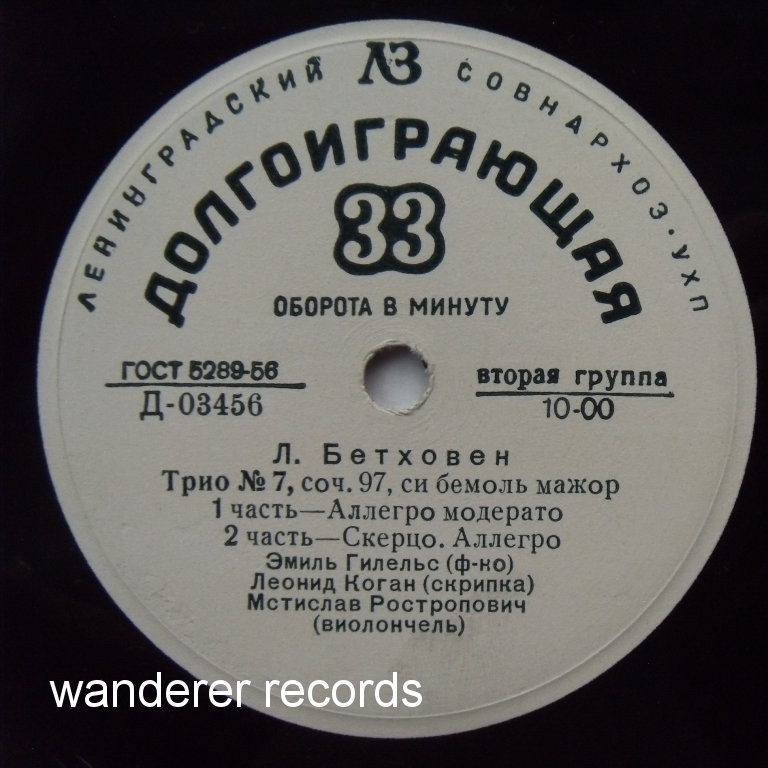 ЛЕНИНГРАДСКИЙ ЛЗ СОВНАРХОЗ·УХП
ДОЛГОИГРАЮЩАЯ
33
ОБОРОТА В МИНУТУ
ГОСТ 5289-56
Д-03456
вторая группа
10-00
Л. Бетховен
Трио № 7, соч. 97, си бемоль мажор
1 часть—Аллегро модерато
2 часть—Скерцо. Аллегро
Эмиль Гилельс (ф-ко)
Леонид Коган (скрипка)
Мстислав Ростропович
(виолончель)
wanderer records